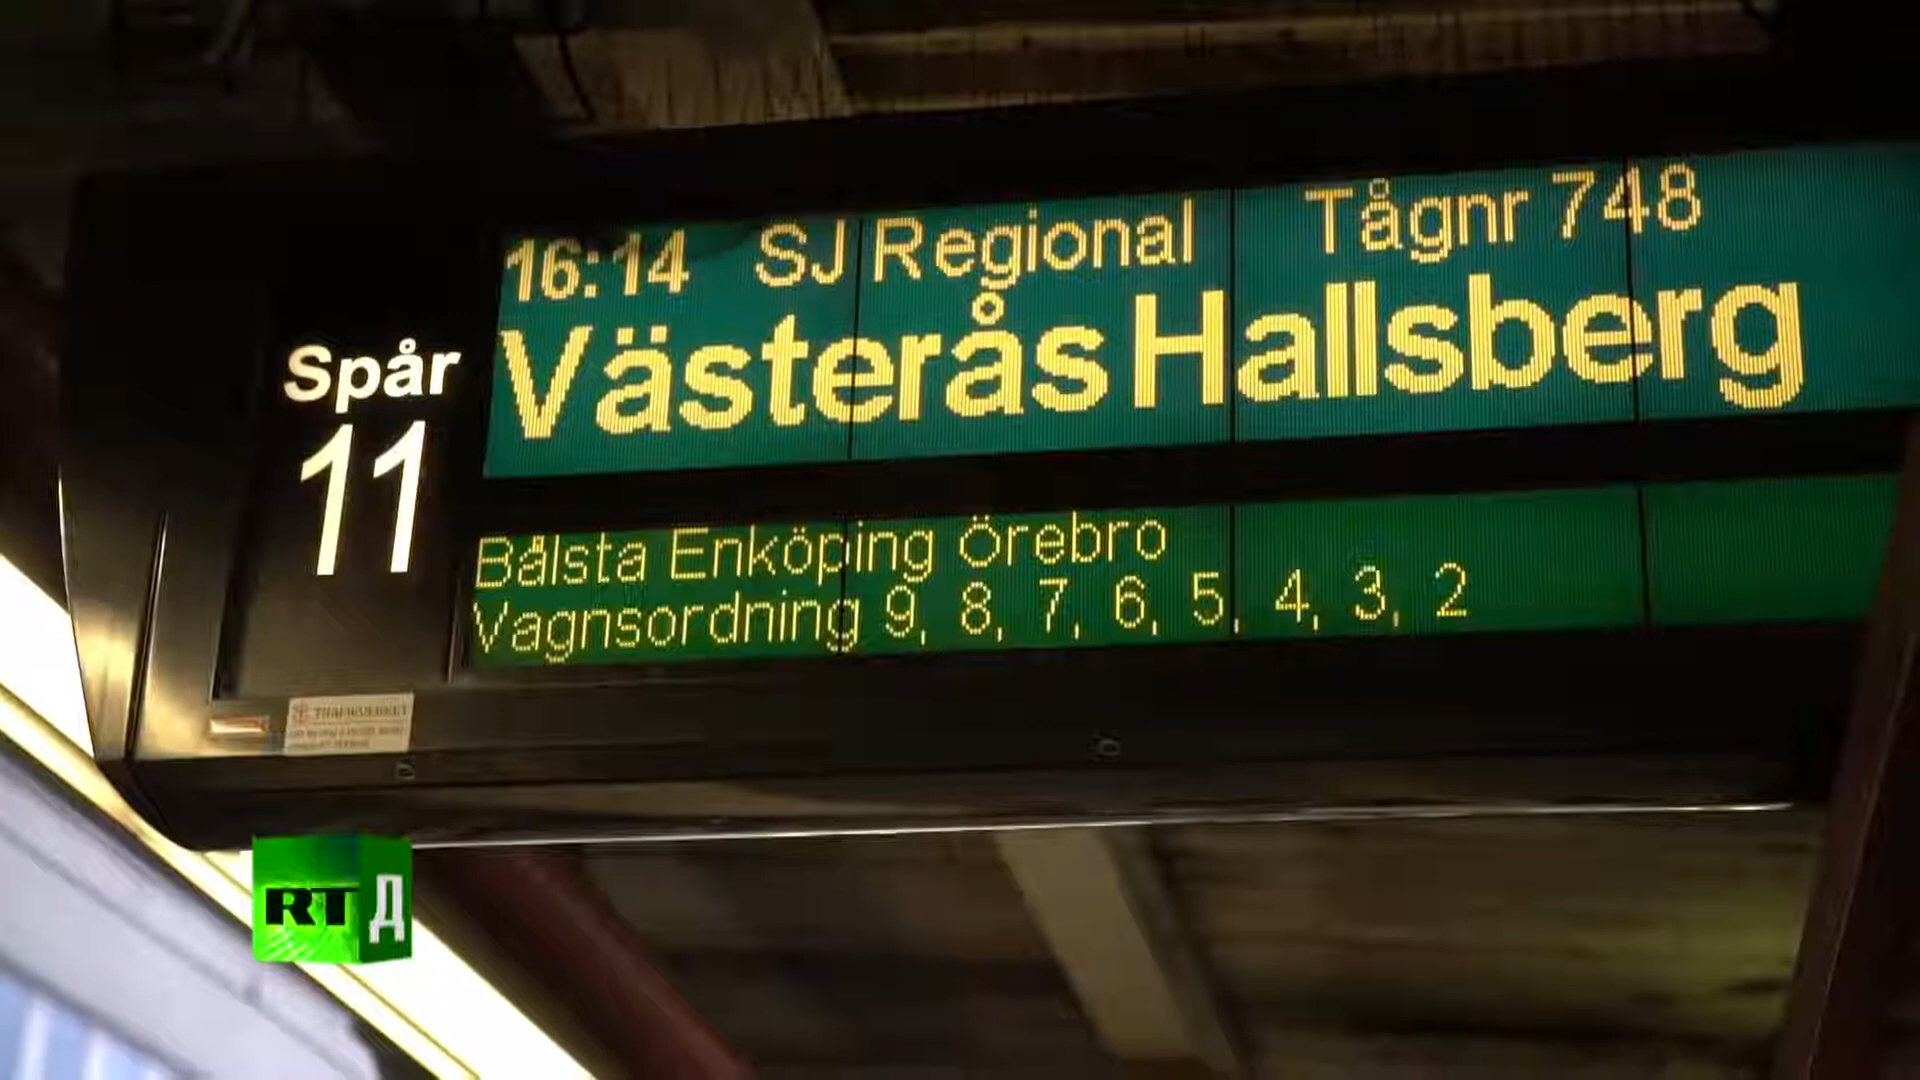 16:14 SJ Regional Tågnr 748
Västerås Hallsberg
Spår
11
Bålsta Enköping Örebro
Vagnsordning 9, 8, 7, 6, 5, 4, 3, 2
TRAFIKVERKET
RT Д